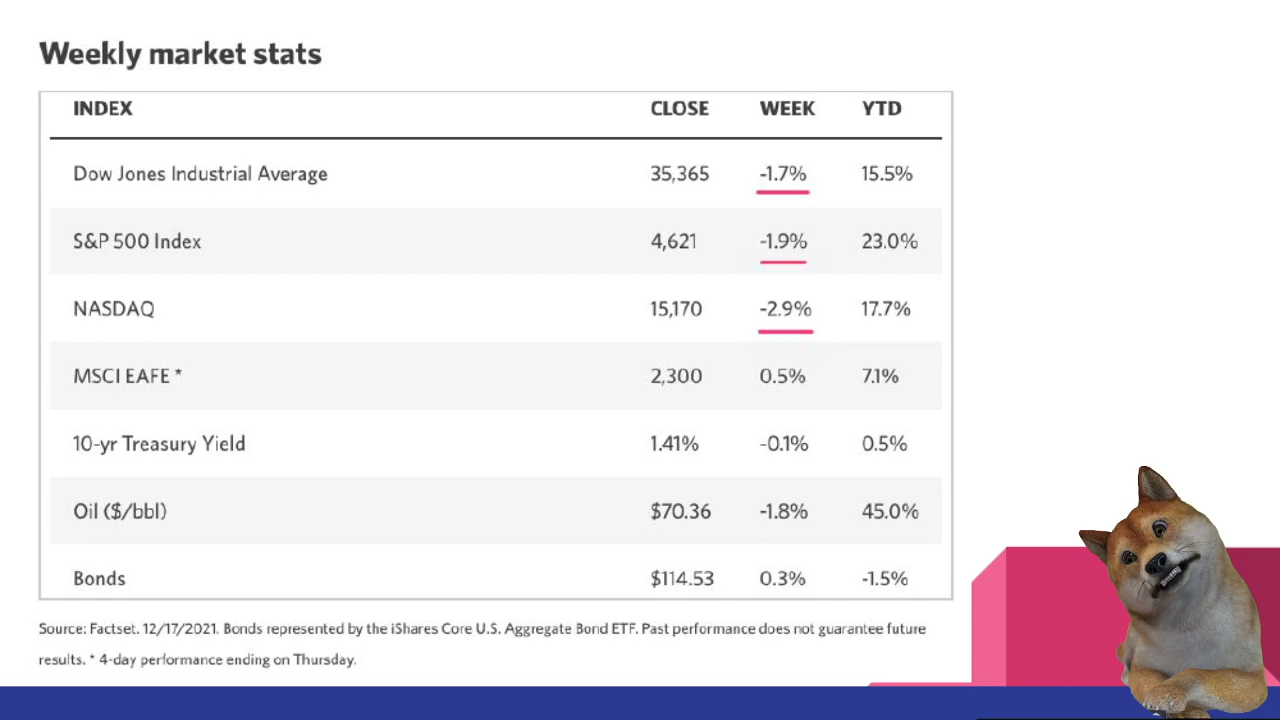 Weekly market stats
INDEX CLOSE WEEK YTD
Dow Jones Industrial Average 35,365 -1.7% 15.5%
S&P 500 Index 4,621 -1.9% 23.0%
NASDAQ 15,170 -2.9% 17.7%
MSCI EAFE * 2,300 0.5% 7.1%
10-yr Treasury Yield 1.41% -0.1% 0.5%
Oil ($/bbl) $70.36 -1.8% 45.0%
Bonds $114.53 0.3% -1.5%
Source: Factset. 12/17/2021. Bonds represented by the iShares Core U.S. Aggregate Bond ETF. Past performance does not guarantee future
results. * 4-day performance ending on Thursday.